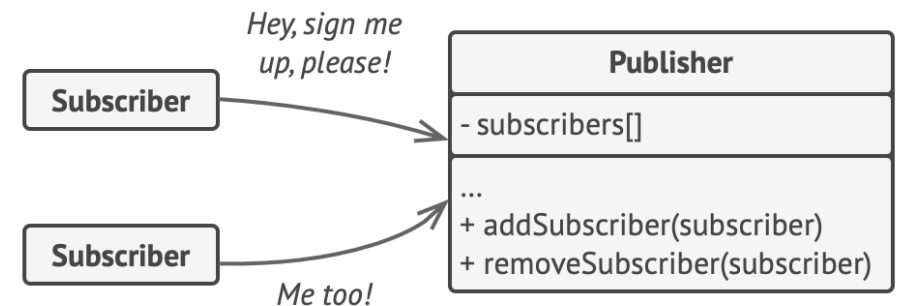 Hey, sign me
up, please!
Subscriber
Publisher
- subscribers[]
...
+ addSubscriber(subscriber)
+ removeSubscriber(subscriber)
Subscriber
Me too!